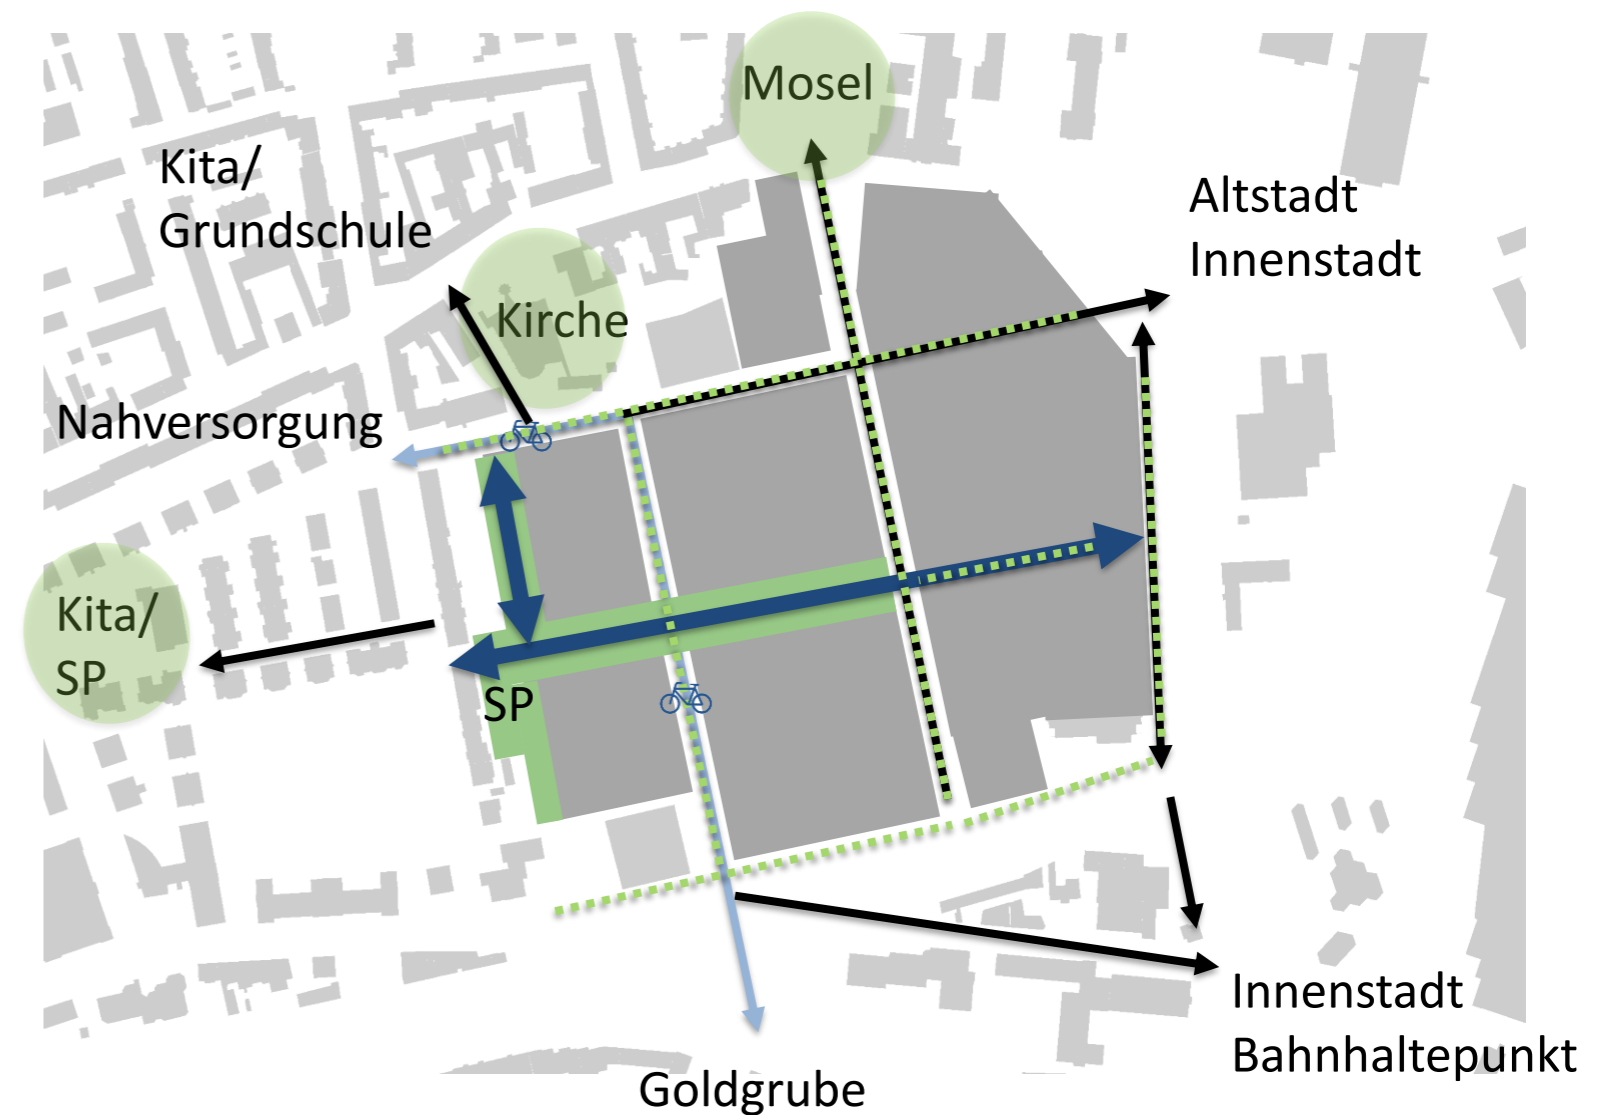 Mosel
Kita/
Grundschule
Altstadt
Innenstadt
Kirche
Nahversorgung
Kita/
SP
SP
Innenstadt
Bahnhaltepunkt
Goldgrube